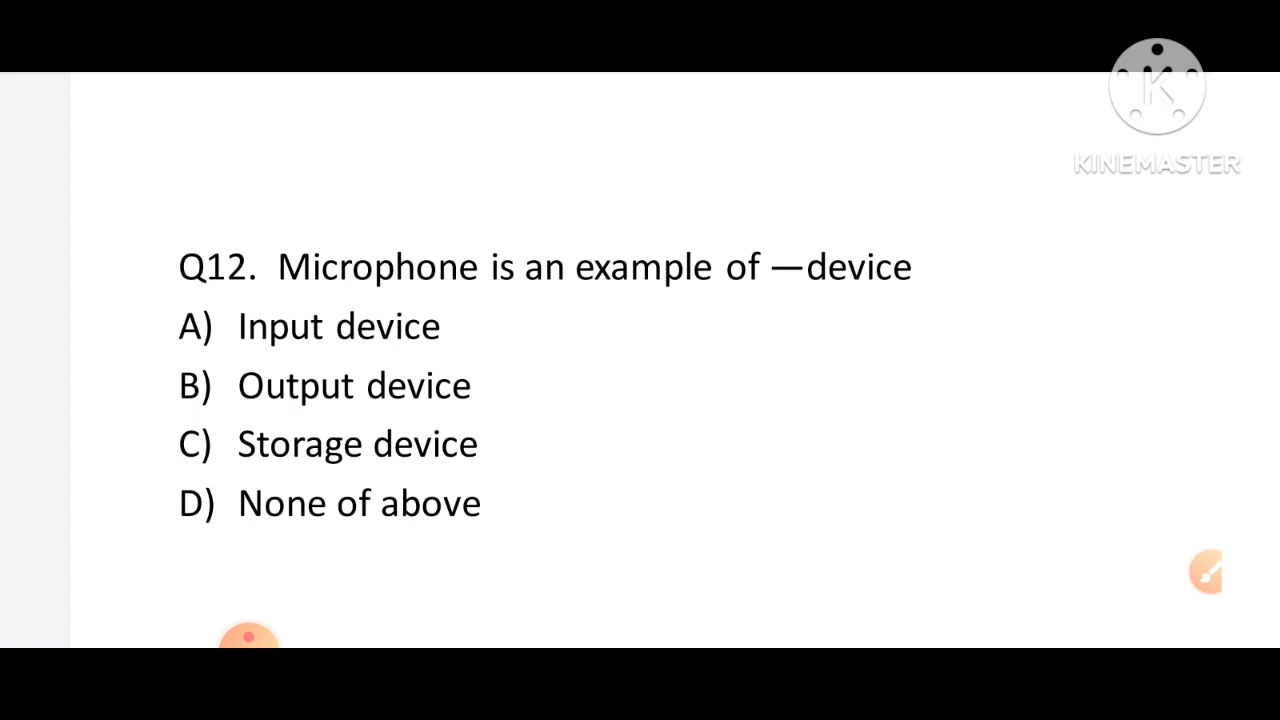 K
KINEMASTER
Q12. Microphone is an example of —device
A) Input device
B) Output device
C) Storage device
D) None of above